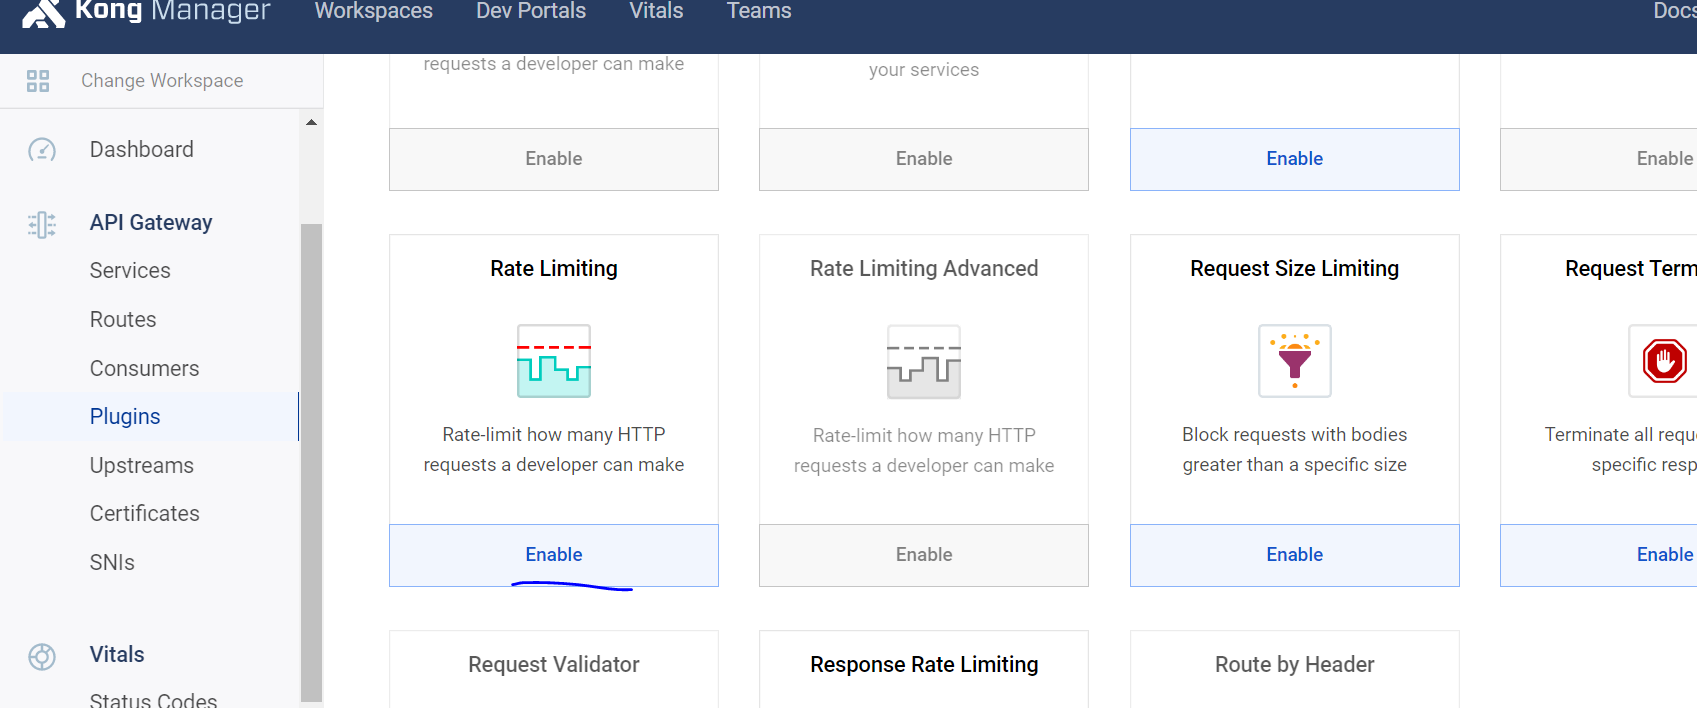 Kong Manager
Workspaces
Dev Portals
Vitals
Teams
Docs
Change Workspace
Dashboard
API Gateway
Services
Routes
Consumers
Plugins
Upstreams
Certificates
SNIs
Vitals
Status Codes
requests a developer can make
your services
Enable
Enable
Enable
Enable
Rate Limiting
Rate-limit how many HTTP
requests a developer can make
Enable
Rate Limiting Advanced
Rate-limit how many HTTP
requests a developer can make
Enable
Request Size Limiting
Block requests with bodies
greater than a specific size
Enable
Request Term
Terminate all requ
specific resp
Enable
Request Validator
Response Rate Limiting
Route by Header